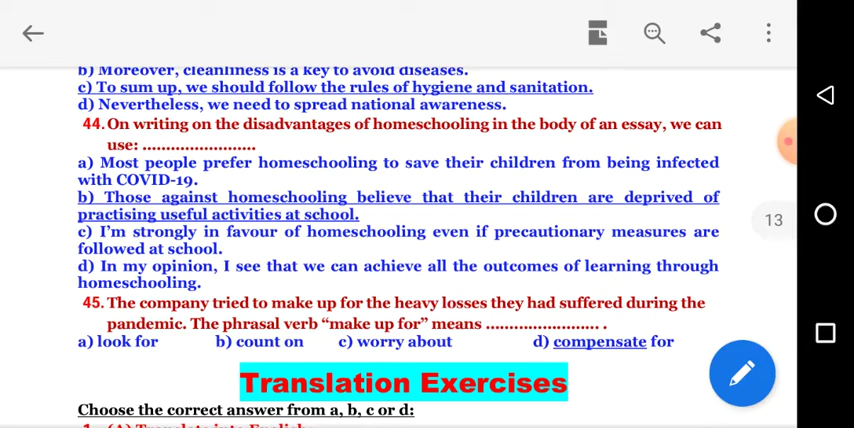 b) Moreover, cleanliness is a key to avoid diseases.
c) To sum up, we should follow the rules of hygiene and sanitation.
d) Nevertheless, we need to spread national awareness.
44. On writing on the disadvantages of homeschooling in the body of an essay, we can
use: ........................
a) Most people prefer homeschooling to save their children from being infected
with COVID-19.
b) Those against homeschooling believe that their children are deprived of
practising useful activities at school.
c) I'm strongly in favour of homeschooling even if precautionary measures are
followed at school.
d) In my opinion, I see that we can achieve all the outcomes of learning through
homeschooling.
45. The company tried to make up for the heavy losses they had suffered during the
pandemic. The phrasal verb “make up for” means ........................ .
a) look for b) count on c) worry about d) compensate for
Translation Exercises
Choose the correct answer from a, b, c or d:
1. (A) Translate into English:
13